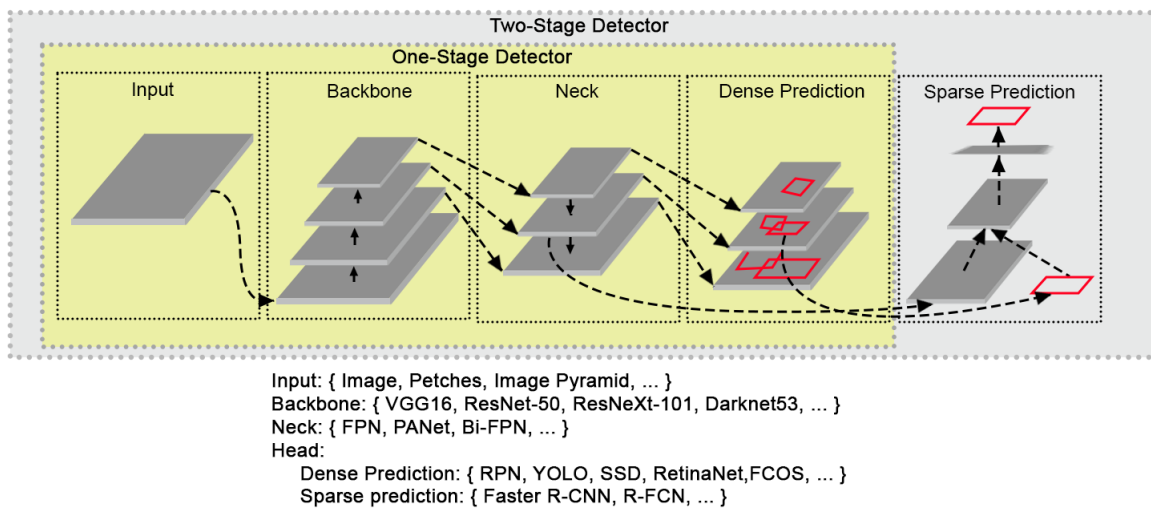 Two-Stage Detector
One-Stage Detector
Input
Backbone
Neck
Dense Prediction
Sparse Prediction
Input: { Image, Petches, Image Pyramid, ... }
Backbone: { VGG16, ResNet-50, ResNeXt-101, Darknet53, ... }
Neck: { FPN, PANet, Bi-FPN, ... }
Head:
Dense Prediction: { RPN, YOLO, SSD, RetinaNet,FCOS, ... }
Sparse prediction: { Faster R-CNN, R-FCN, ... }